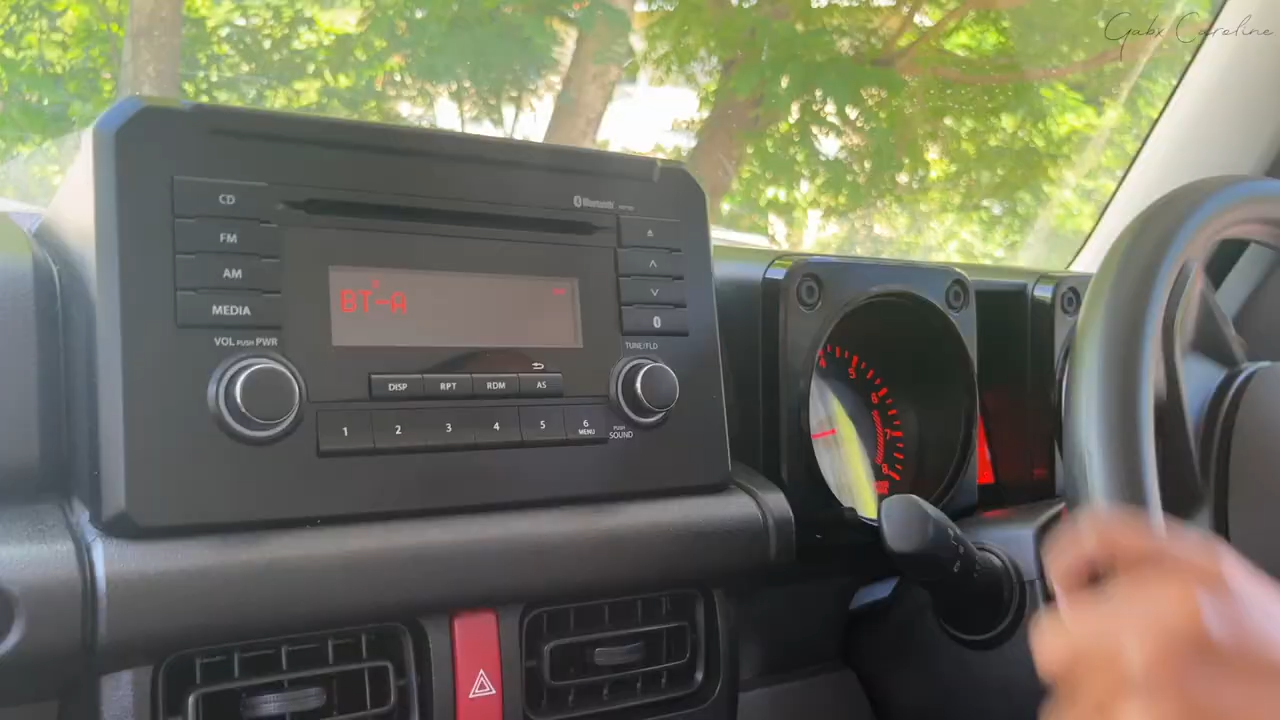 Gabx Caroline
CD
Bluetooth
FM
AM
MEDIA
BT-A
VOL PUSH PWR
TUNE/FLD
DISP RPT RDM AS
1 2 3 4 5 6
MENU
PUSH
SOUND
4
5
6
7
8